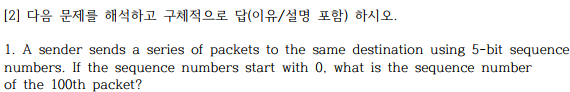 [2] 다음 문제를 해석하고 구체적으로 답(이유/설명 포함) 하시오.
1. A sender sends a series of packets to the same destination using 5-bit sequence
numbers. If the sequence numbers start with 0, what is the sequence number
of the 100th packet?